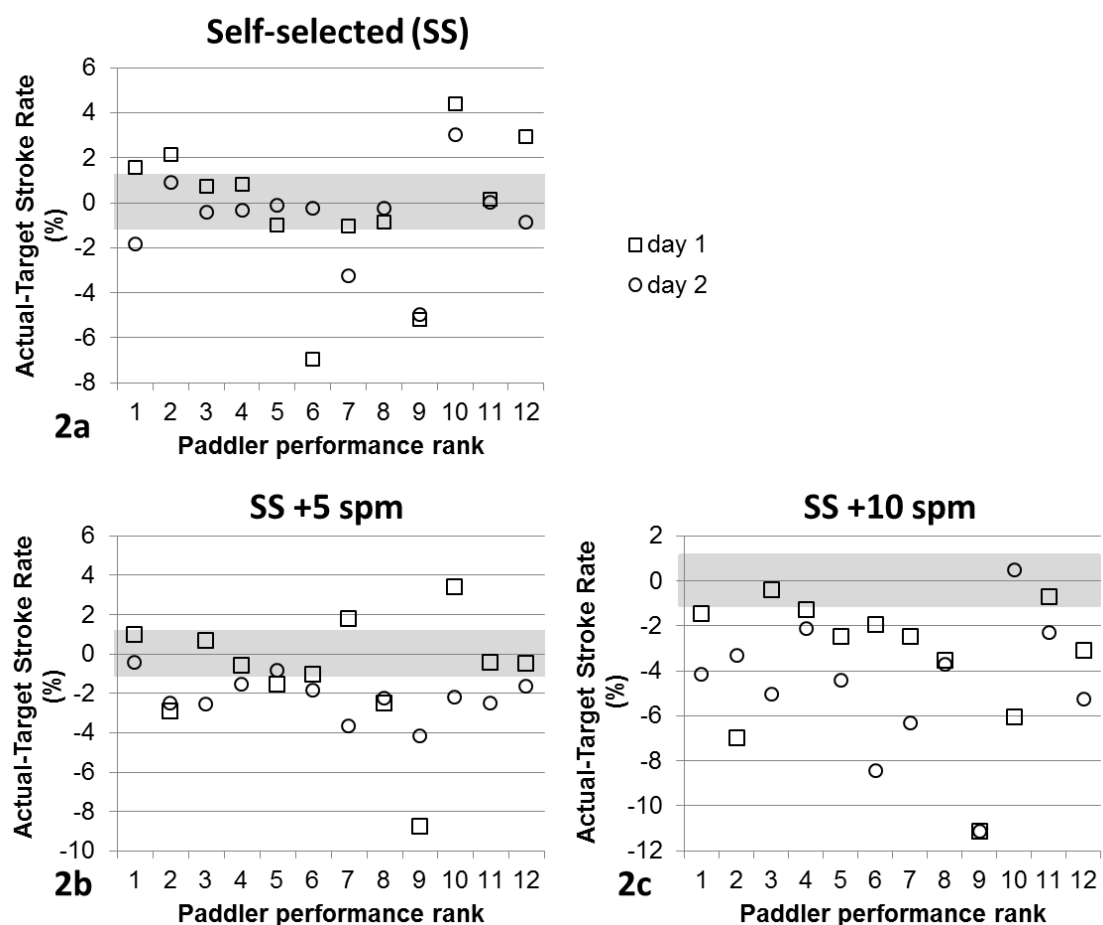 Self-selected (SS)
Actual-Target Stroke Rate
(%)
6
4
2
0
-2
-4
-6
-8
1 2 3 4 5 6 7 8 9 10 11 12
2a
Paddler performance rank
day 1
day 2
SS +5 spm
Actual-Target Stroke Rate
(%)
6
4
2
0
-2
-4
-6
-8
-10
1 2 3 4 5 6 7 8 9 10 11 12
2b
Paddler performance rank
SS +10 spm
Actual-Target Stroke Rate
(%)
2
0
-2
-4
-6
-8
-10
-12
1 2 3 4 5 6 7 8 9 10 11 12
2c
Paddler performance rank